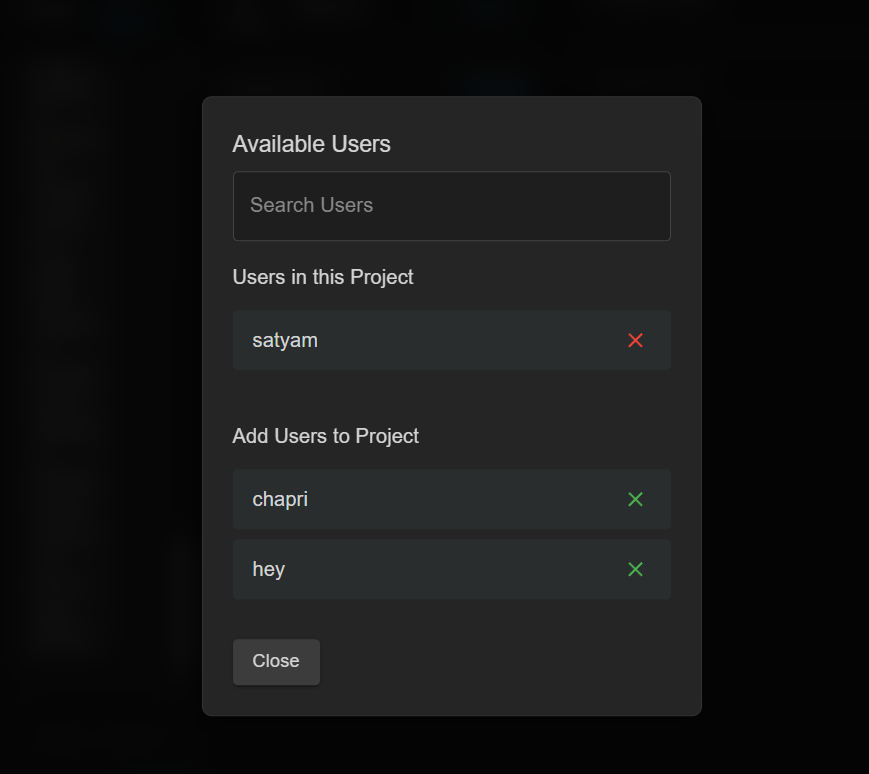 Available Users
Search Users
Users in this Project
satyam
Add Users to Project
chapri
hey
Close